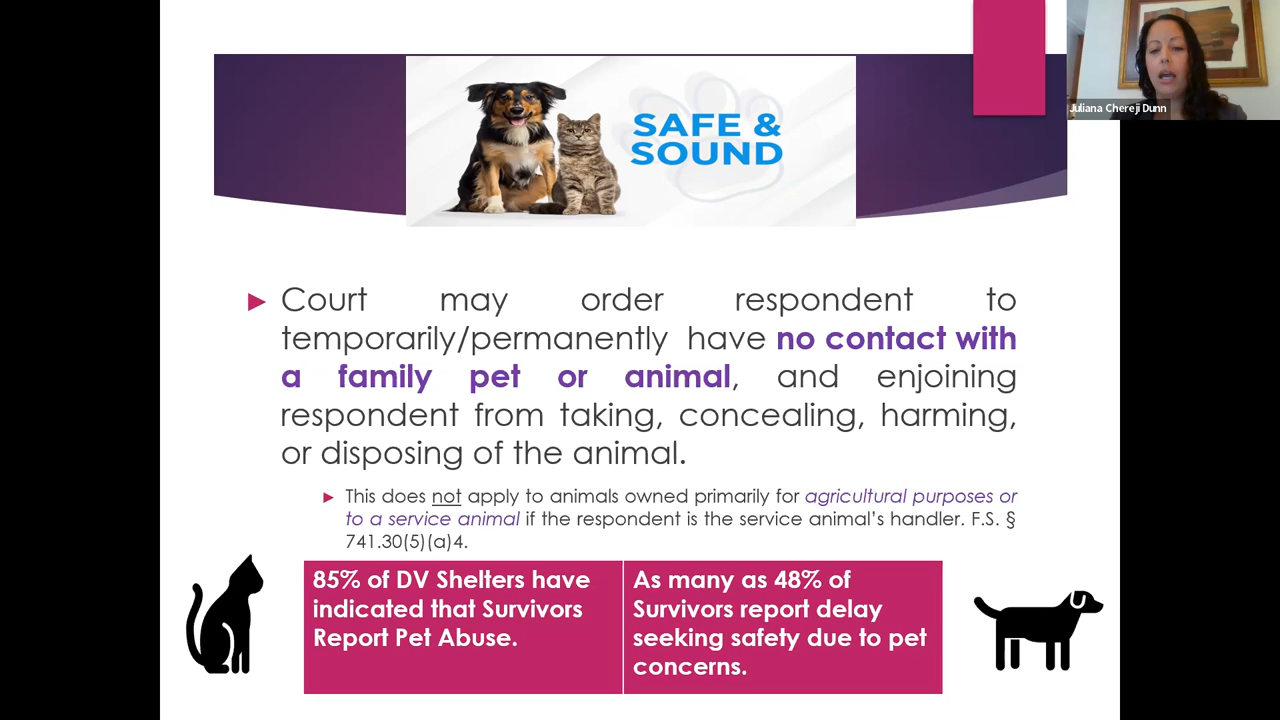 SAFE &
SOUND
Juliana Chereji Dunn
Court may order respondent to
temporarily/permanently have no contact with
a family pet or animal, and enjoining
respondent from taking, concealing, harming,
or disposing of the animal.
This does not apply to animals owned primarily for agricultural purposes or
to a service animal if the respondent is the service animal’s handler. F.S. §
741.30(5)(a)4.
85% of DV Shelters have
indicated that Survivors
Report Pet Abuse.
As many as 48% of
Survivors report delay
seeking safety due to pet
concerns.